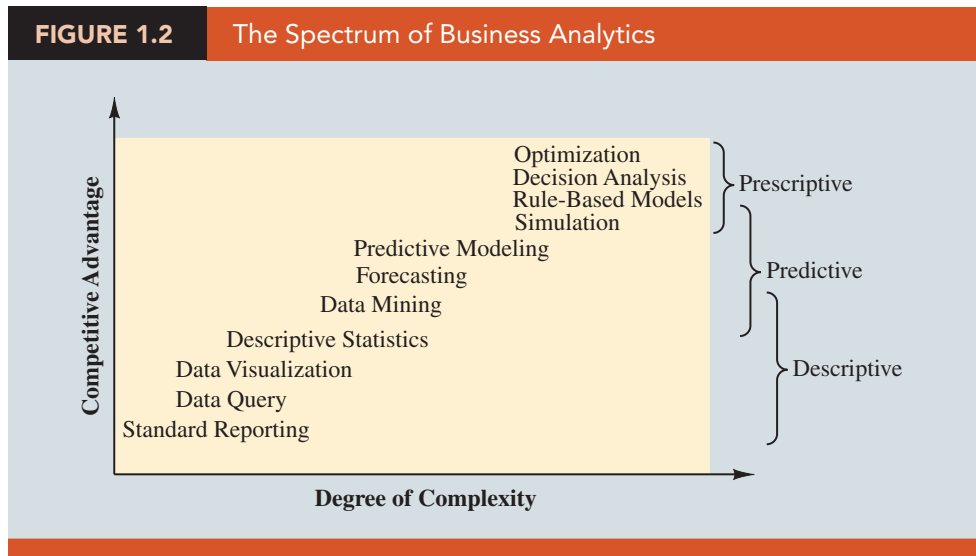 FIGURE 1.2
The Spectrum of Business Analytics
Competitive Advantage
Optimization
Decision Analysis
Rule-Based Models
Simulation
Prescriptive
Predictive Modeling
Forecasting
Data Mining
Predictive
Descriptive Statistics
Data Visualization
Data Query
Standard Reporting
Descriptive
Degree of Complexity